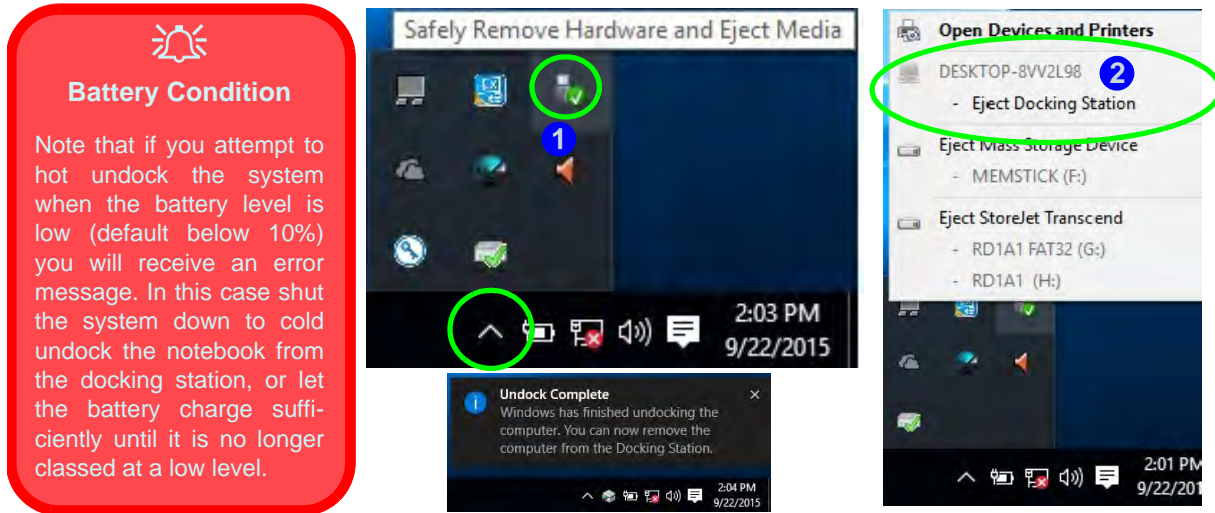 Battery Condition
Note that if you attempt to
hot undock the system
when the battery level is
low (default below 10%)
you will receive an error
message. In this case shut
the system down to cold
undock the notebook from
the docking station, or let
the battery charge suffi-
ciently until it is no longer
classed at a low level.
Safely Remove Hardware and Eject Media
1
2:03 PM
9/22/2015
Undock Complete
Windows has finished undocking the
computer. You can now remove the
computer from the Docking Station.
2:04 PM
9/22/2015
Open Devices and Printers
DESKTOP-8VV2L98
2
- Eject Docking Station
Eject Mass Storage Device
- MEMSTICK (F:)
Eject StoreJet Transcend
- RD1A1 FAT32 (G:)
- RD1A1 (H:)
2:01 PM
9/22/201